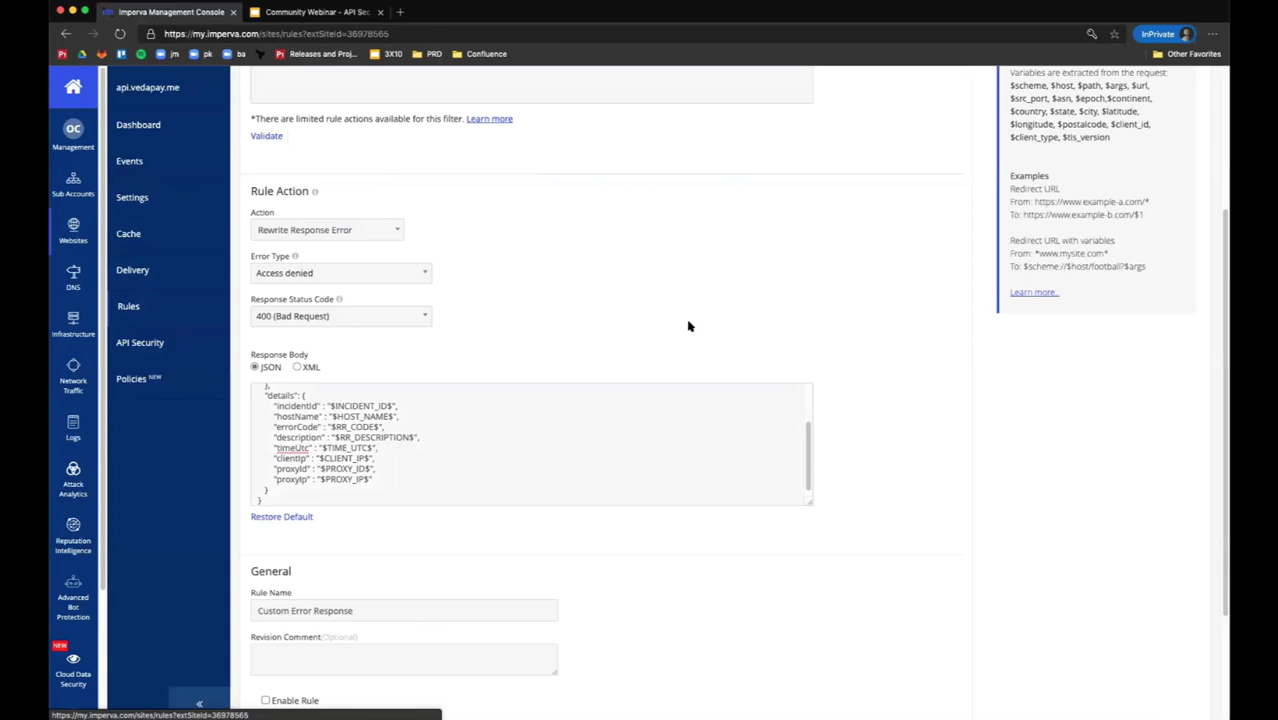 Imperva Management Console
Community Webinar - API Sec
https://my.imperva.com/sites/rules?extSiteId=36978565
InPrivate
jm
pk
ba
Releases and Proj...
3X10
PRD
Confluence
Other Favorites
OC
Management
Sub Accounts
Websites
DNS
Infrastructure
Network
Traffic
Logs
Attack
Analytics
Reputation
Intelligence
Advanced
Bot
Protection
NEW
Cloud Data
Security
api.vedapay.me
Dashboard
Events
Settings
Cache
Delivery
Rules
API Security
Policies NEW
«
*There are limited rule actions available for this filter. Learn more
Validate
Rule Action
Action
Rewrite Response Error
Error Type
Access denied
Response Status Code
400 (Bad Request)
Response Body
JSON XML
},
"details": {
"incidentId" : "$INCIDENT_ID$",
"hostName" : "$HOST_NAME$",
"errorCode" : "$RR_CODE$",
"description" : "$RR_DESCRIPTION$",
"timeUtc" : "$TIME_UTC$",
"clientIp" : "$CLIENT_IP$",
"proxyId" : "$PROXY_ID$",
"proxyIp" : "$PROXY_IP$"
}
}
Restore Default
General
Rule Name
Custom Error Response
Revision Comment(Optional)
Enable Rule
Variables are extracted from the request:
$scheme, $host, $path, $args, $url,
$src_port, $asn, $epoch,$continent,
$country, $state, $city, $latitude,
$longitude, $postalcode, $client_id,
$client_type, $tls_version
Examples
Redirect URL
From: https://www.example-a.com/*
To: https://www.example-b.com/$1
Redirect URL with variables
From: *www.mysite.com*
To: $scheme://$host/football?$args
Learn more..
https://my.imperva.com/sites/rules?extSiteId=36978565